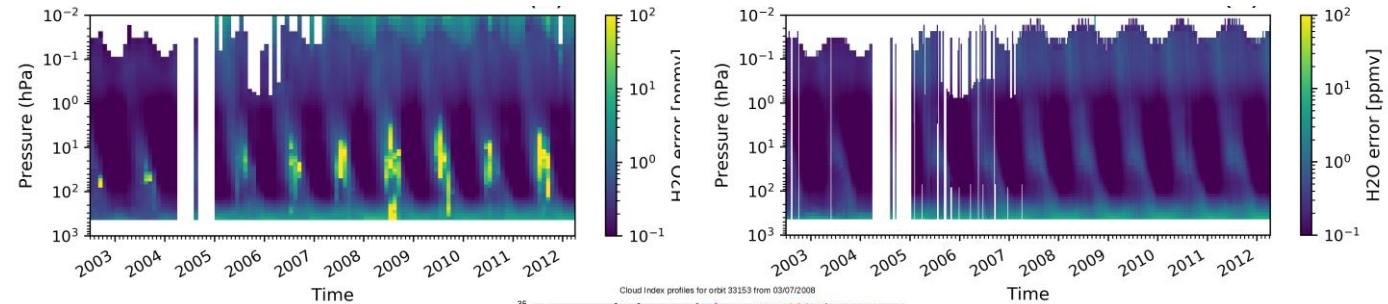 10⁻²
10⁻¹
10⁰
10¹
10²
10³
Pressure (hPa)
2003 2004 2005 2006 2007 2008 2009 2010 2011 2012
Time
10²
10¹
10⁰
10⁻¹
H2O error [ppmv]
10⁻²
10⁻¹
10⁰
10¹
10²
10³
Pressure (hPa)
2003 2004 2005 2006 2007 2008 2009 2010 2011 2012
Time
10²
10¹
10⁰
10⁻¹
H2O error [ppmv]
Cloud Index profiles for orbit 33153 from 03/07/2008
35